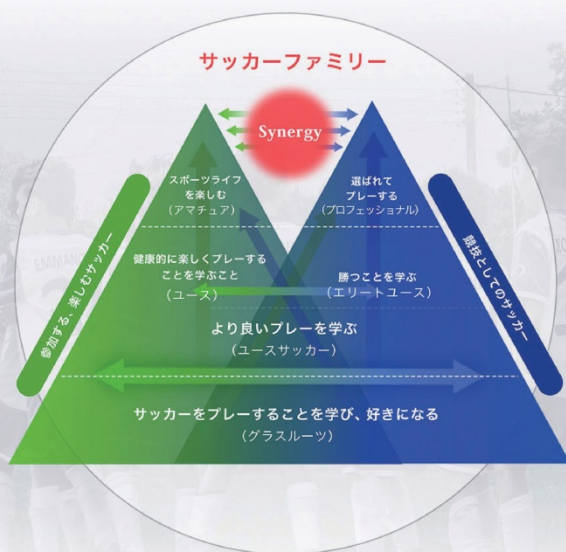 サッカーファミリー
Synergy
スポーツライフ
を楽しむ
(アマチュア)
選ばれて
プレーする
(プロフェッショナル)
参加する、楽しむサッカー
競技としてのサッカー
健康的に楽しくプレーする
ことを学ぶこと
(ユース)
勝つことを学ぶ
(エリートユース)
より良いプレーを学ぶ
(ユースサッカー)
サッカーをプレーすることを学び、好きになる
(グラスルーツ)